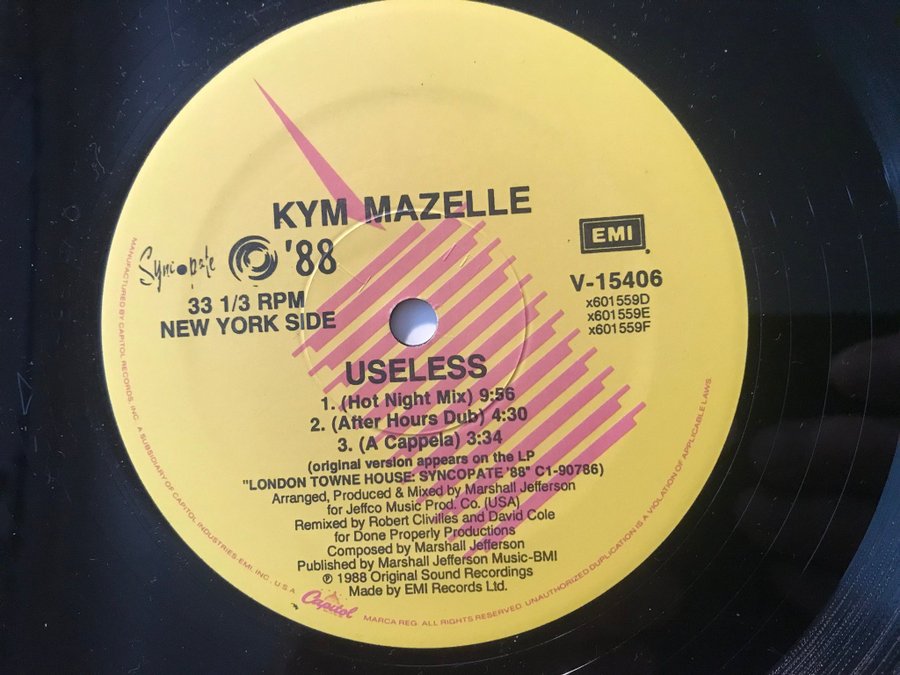 KYM MAZELLE
Syncopate '88
33 1/3 RPM
NEW YORK SIDE
EMI
V-15406
x601559D
x601559E
x601559F
USELESS
1. (Hot Night Mix) 9:56
2. (After Hours Dub) 4:30
3. (A Cappela) 3:34
(original version appears on the LP
"LONDON TOWNE HOUSE: SYNCOPATE '88" C1-90786)
Arranged, Produced & Mixed by Marshall Jefferson
for Jeffco Music Prod. Co. (USA)
Remixed by Robert Clivilles and David Cole
for Done Properly Productions
Composed by Marshall Jefferson
Published by Marshall Jefferson Music-BMI
℗ 1988 Original Sound Recordings
Made by EMI Records Ltd.
MANUFACTURED BY CAPITOL RECORDS, INC. A SUBSIDIARY OF CAPITOL INDUSTRIES-EMI, INC., U.S.A. Capitol MARCA REG. ALL RIGHTS RESERVED. UNAUTHORIZED DUPLICATION IS A VIOLATION OF APPLICABLE LAWS